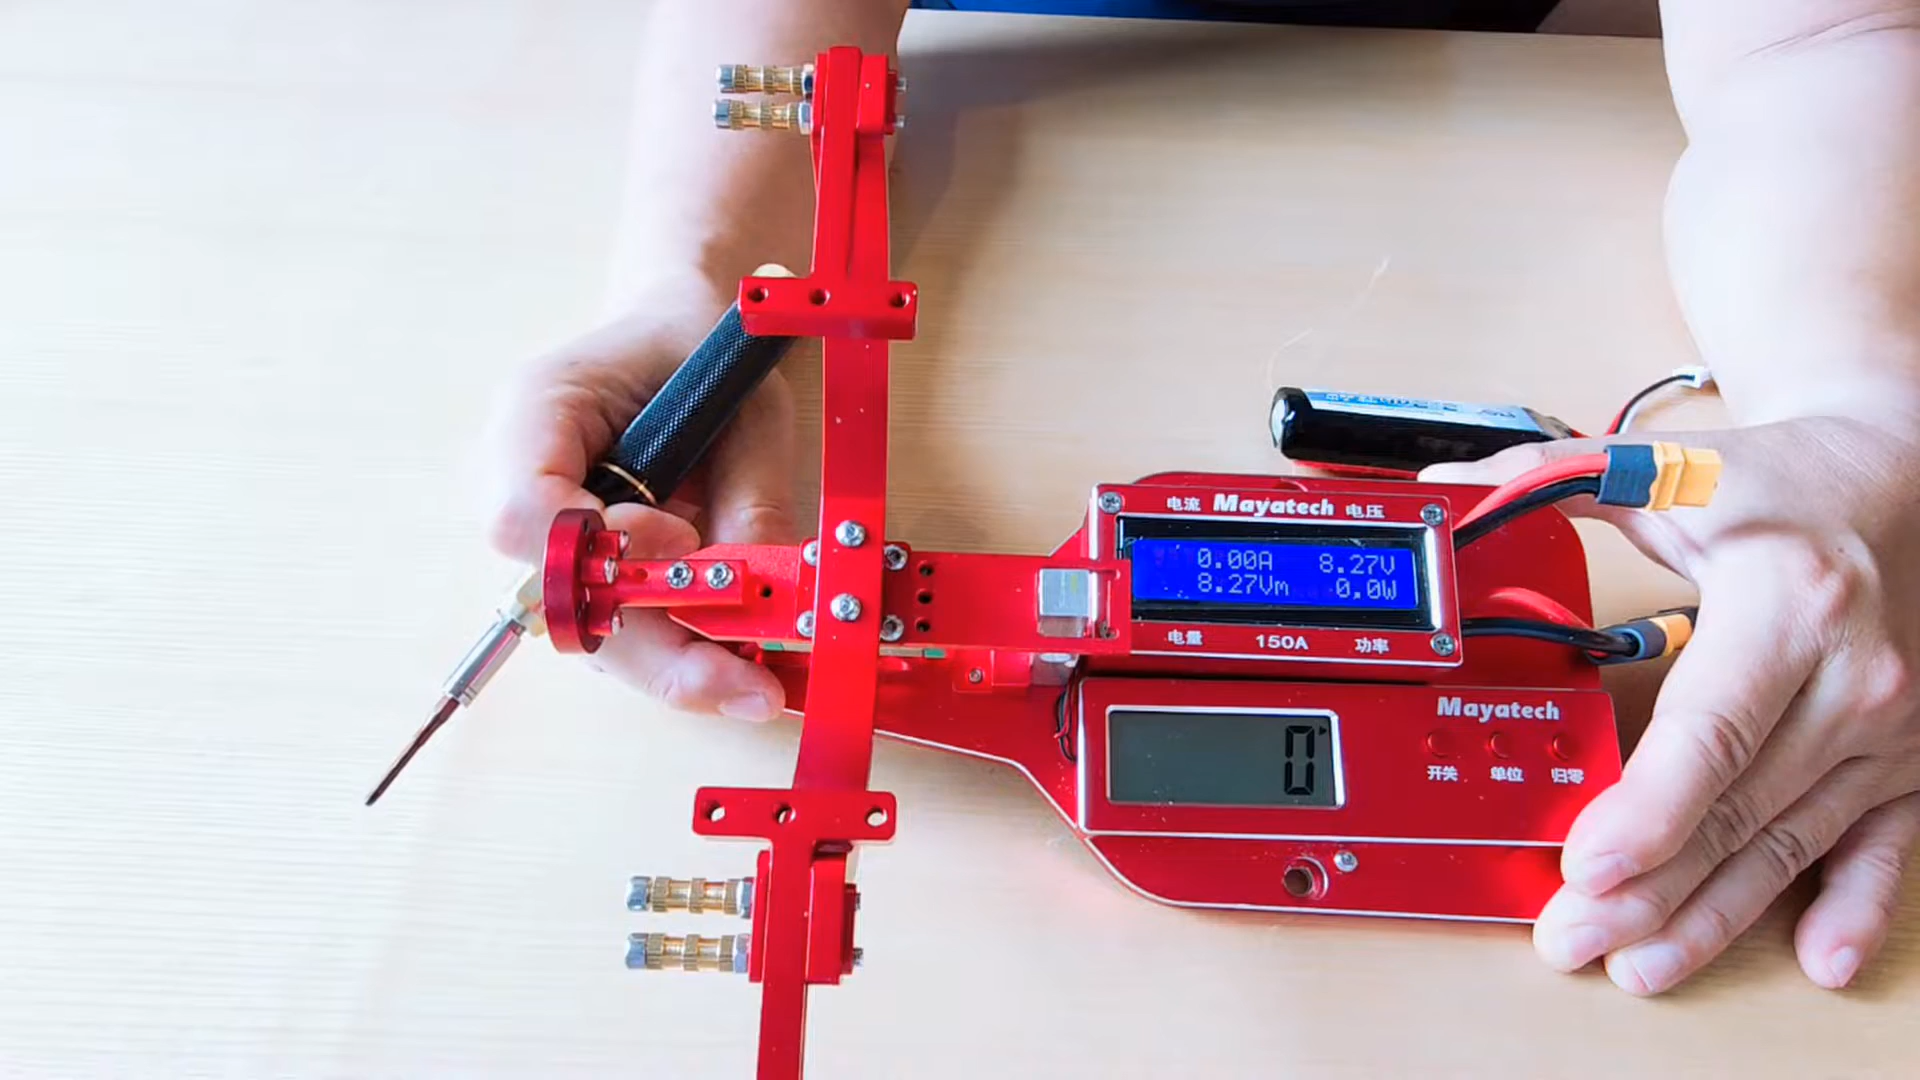 电流 Mayatech 电压
0.00A 8.27V
8.27Vm 0.0W
电量 150A 功率
Mayatech
0
开关 单位 归零